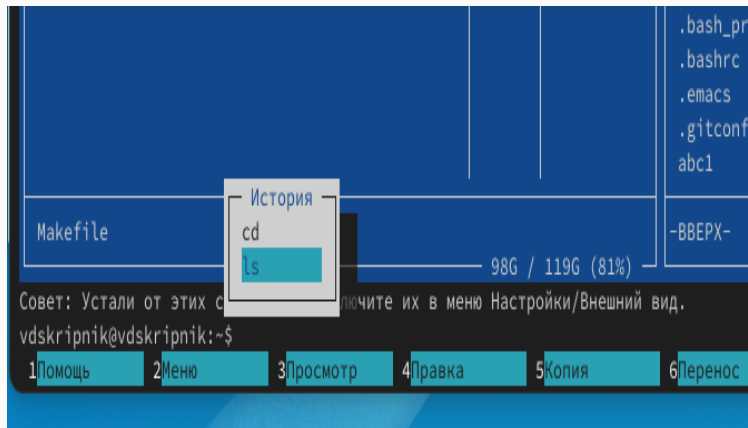 .bash_pr
.bashrc
.emacs
.gitconf
abc1
История
cd
ls
Makefile
-ВВЕРХ-
98G / 119G (81%)
Совет: Устали от этих с лючите их в меню Настройки/Внешний вид.
vdskripnik@vdskripnik:~$
1Помощь 2Меню 3Просмотр 4Правка 5Копия 6Перенос